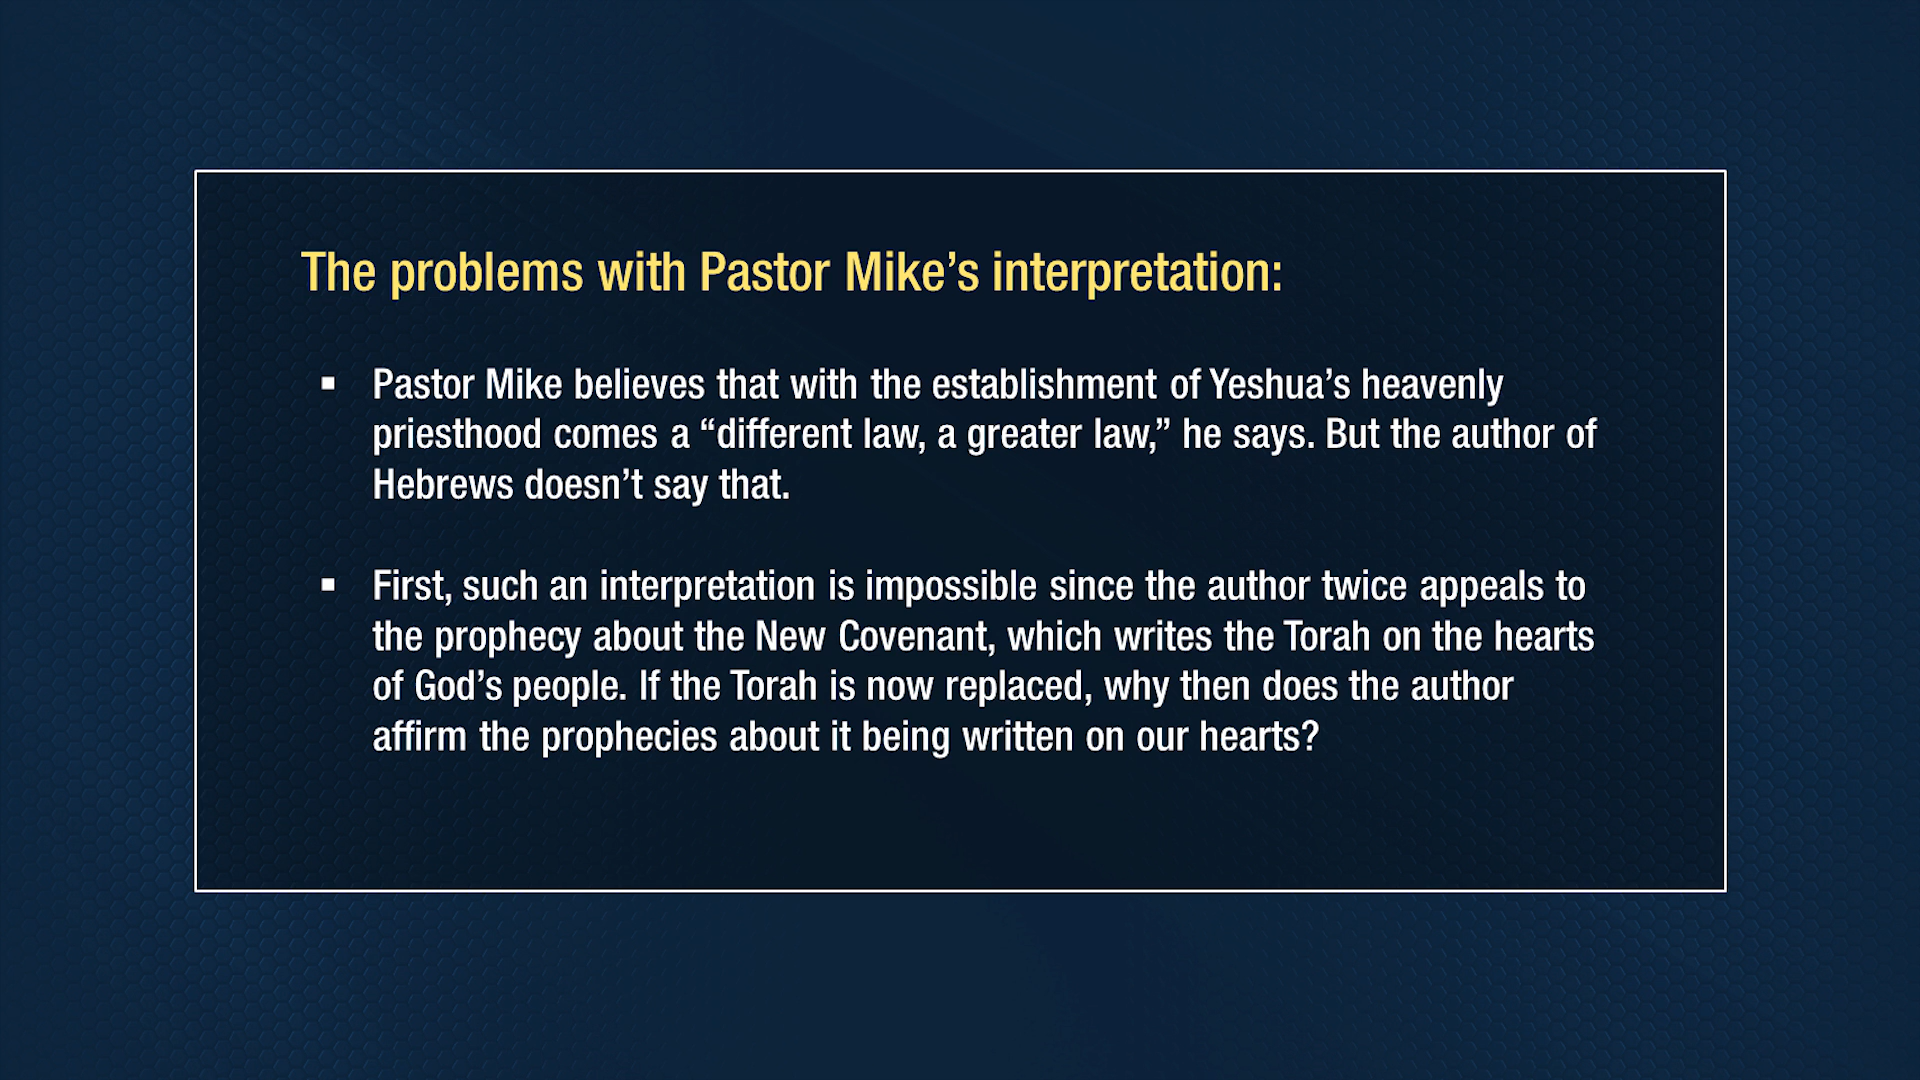 The problems with Pastor Mike’s interpretation:
▪ Pastor Mike believes that with the establishment of Yeshua’s heavenly
priesthood comes a “different law, a greater law,” he says. But the author of
Hebrews doesn’t say that.
▪ First, such an interpretation is impossible since the author twice appeals to
the prophecy about the New Covenant, which writes the Torah on the hearts
of God’s people. If the Torah is now replaced, why then does the author
affirm the prophecies about it being written on our hearts?